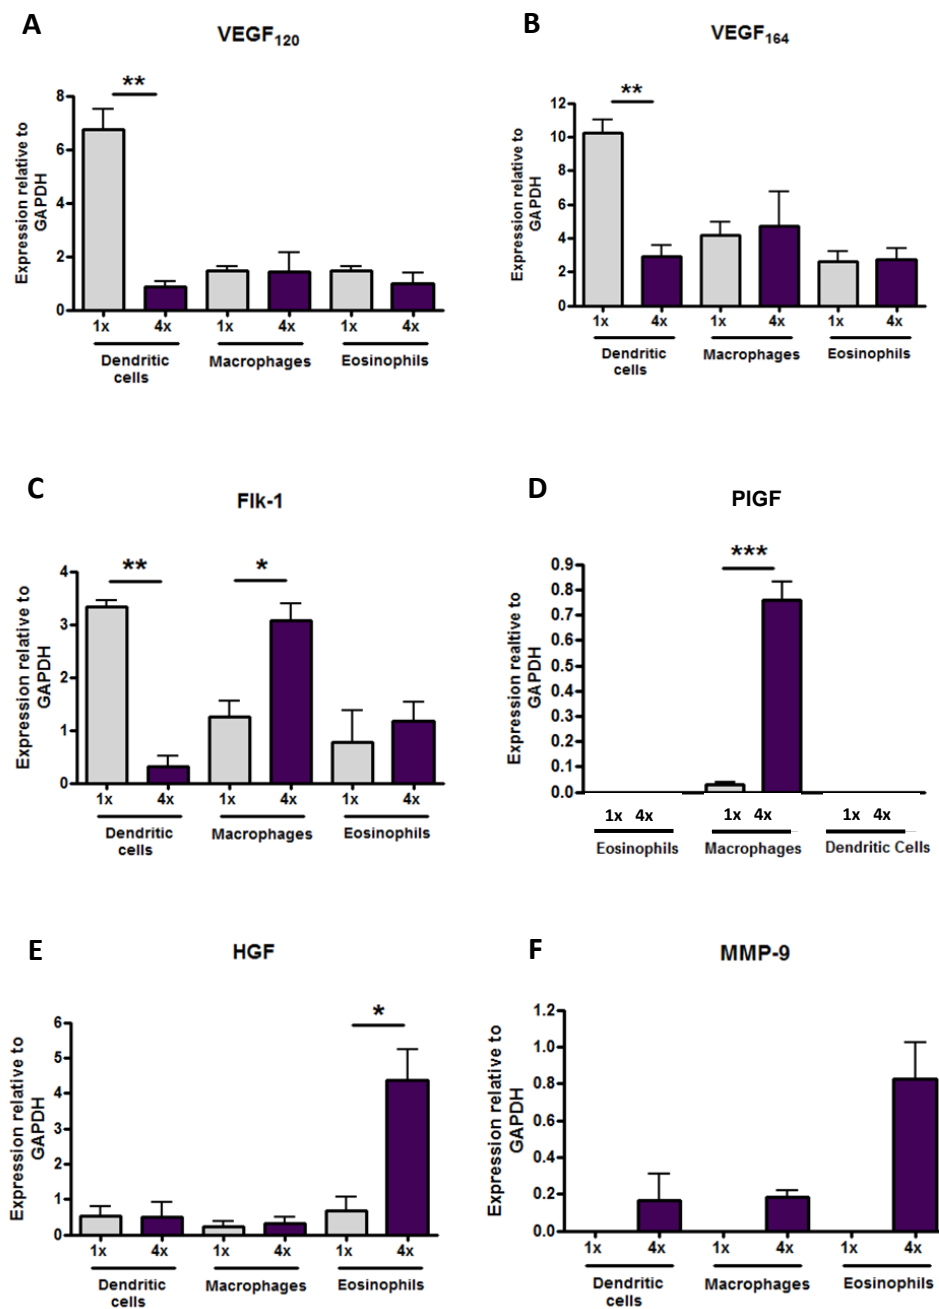 A
VEGF120
**
8
6
4
2
0
Expression relative to
GAPDH
1x 4x 1x 4x 1x 4x
Dendritic
cells
Macrophages
Eosinophils
B
VEGF164
**
12
10
8
6
4
2
0
Expression relative to
GAPDH
1x 4x 1x 4x 1x 4x
Dendritic
cells
Macrophages
Eosinophils
C
Flk-1
** *
4
3
2
1
0
Expression relative to
GAPDH
1x 4x 1x 4x 1x 4x
Dendritic
cells
Macrophages
Eosinophils
D
PlGF
***
0.9
0.8
0.7
0.6
0.5
0.4
0.3
0.2
0.1
0.0
Expression realtive to
GAPDH
1x 4x 1x 4x 1x 4x
Eosinophils
Macrophages
Dendritic Cells
E
HGF
*
6
5
4
3
2
1
0
Expression relative to
GAPDH
1x 4x 1x 4x 1x 4x
Dendritic
cells
Macrophages
Eosinophils
F
MMP-9
1.2
1.0
0.8
0.6
0.4
0.2
0.0
Expression relative to
GAPDH
1x 4x 1x 4x 1x 4x
Dendritic
cells
Macrophages
Eosinophils